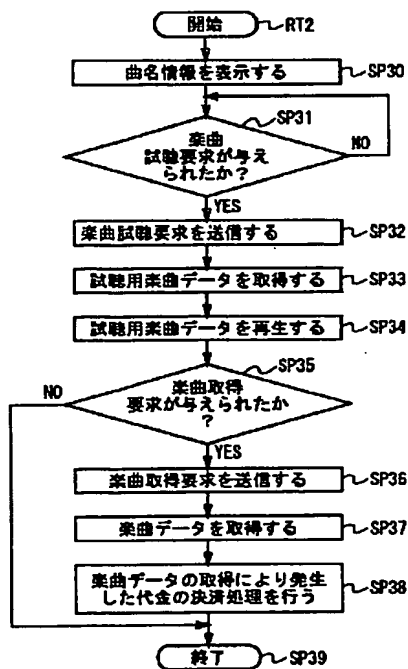 開始
RT2
曲名情報を表示する
SP30
SP31
楽曲
試聴要求が与え
られたか?
NO
YES
楽曲試聴要求を送信する
SP32
試聴用楽曲データを取得する
SP33
試聴用楽曲データを再生する
SP34
SP35
NO
楽曲取得
要求が与えられたか
?
YES
楽曲取得要求を送信する
SP36
楽曲データを取得する
SP37
楽曲データの取得により発生
した代金の決済処理を行う
SP38
終了
SP39